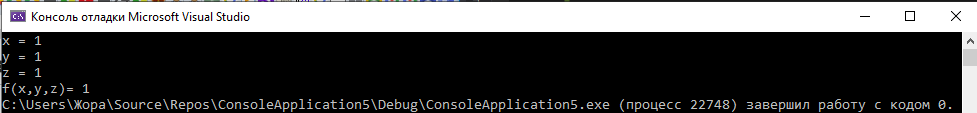 Консоль отладки Microsoft Visual Studio
x = 1
y = 1
z = 1
f(x,y,z)= 1
C:\Users\Жора\Source\Repos\ConsoleApplication5\Debug\ConsoleApplication5.exe (процесс 22748) завершил работу с кодом 0.